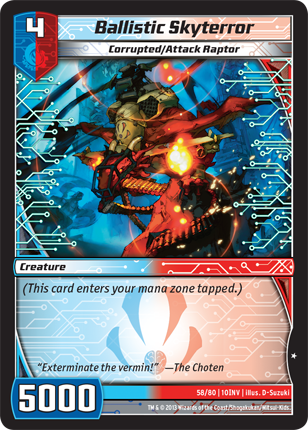 4
Ballistic Skyterror
Corrupted/Attack Raptor
Creature
(This card enters your mana zone tapped.)
"Exterminate the vermin!" —The Choten
5000
58/80 | 10INV | illus. D-Suzuki
TM & © 2013 Wizards of the Coast/Shogakukan/Mitsui-Kids.